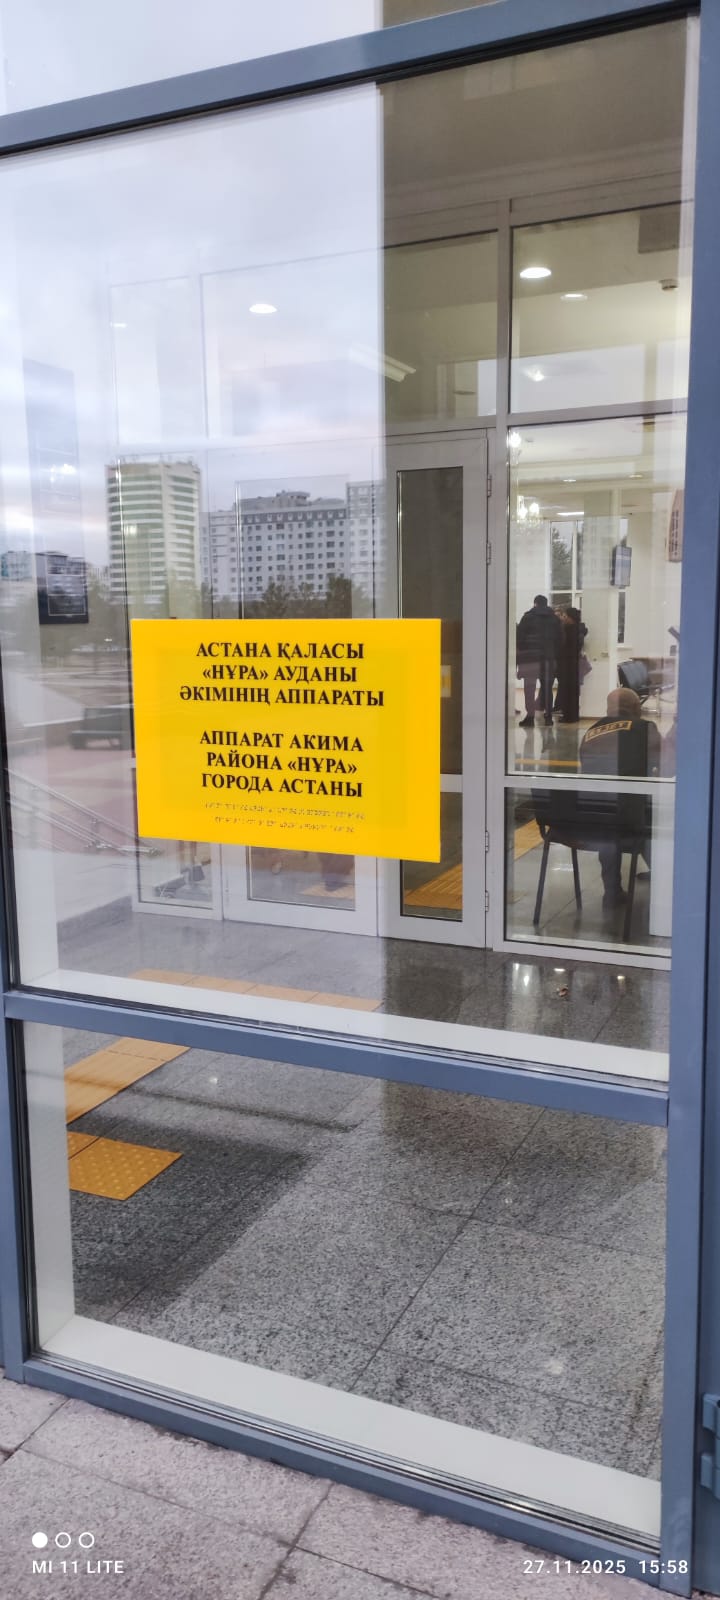 АСТАНА ҚАЛАСЫ
«НҰРА» АУДАНЫ
ӘКІМІНІҢ АППАРАТЫ
АППАРАТ АКИМА
РАЙОНА «НҰРА»
ГОРОДА АСТАНЫ
MI 11 LITE
27.11.2025 15:58